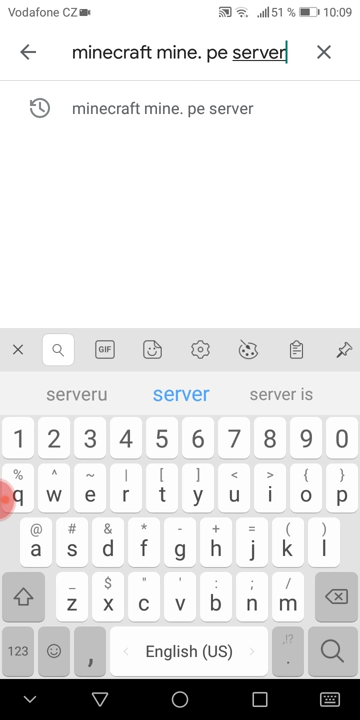 Vodafone CZ 51 % 10:09
minecraft mine. pe server
minecraft mine. pe server
GIF
serveru server server is
1 2 3 4 5 6 7 8 9 0
% ^ ~ | [ ] < > { }
q w e r t y u i o p
@ # & * - + = ( )
a s d f g h j k l
_ $ " ' : ; /
z x c v b n m
123 , English (US) ,!? .